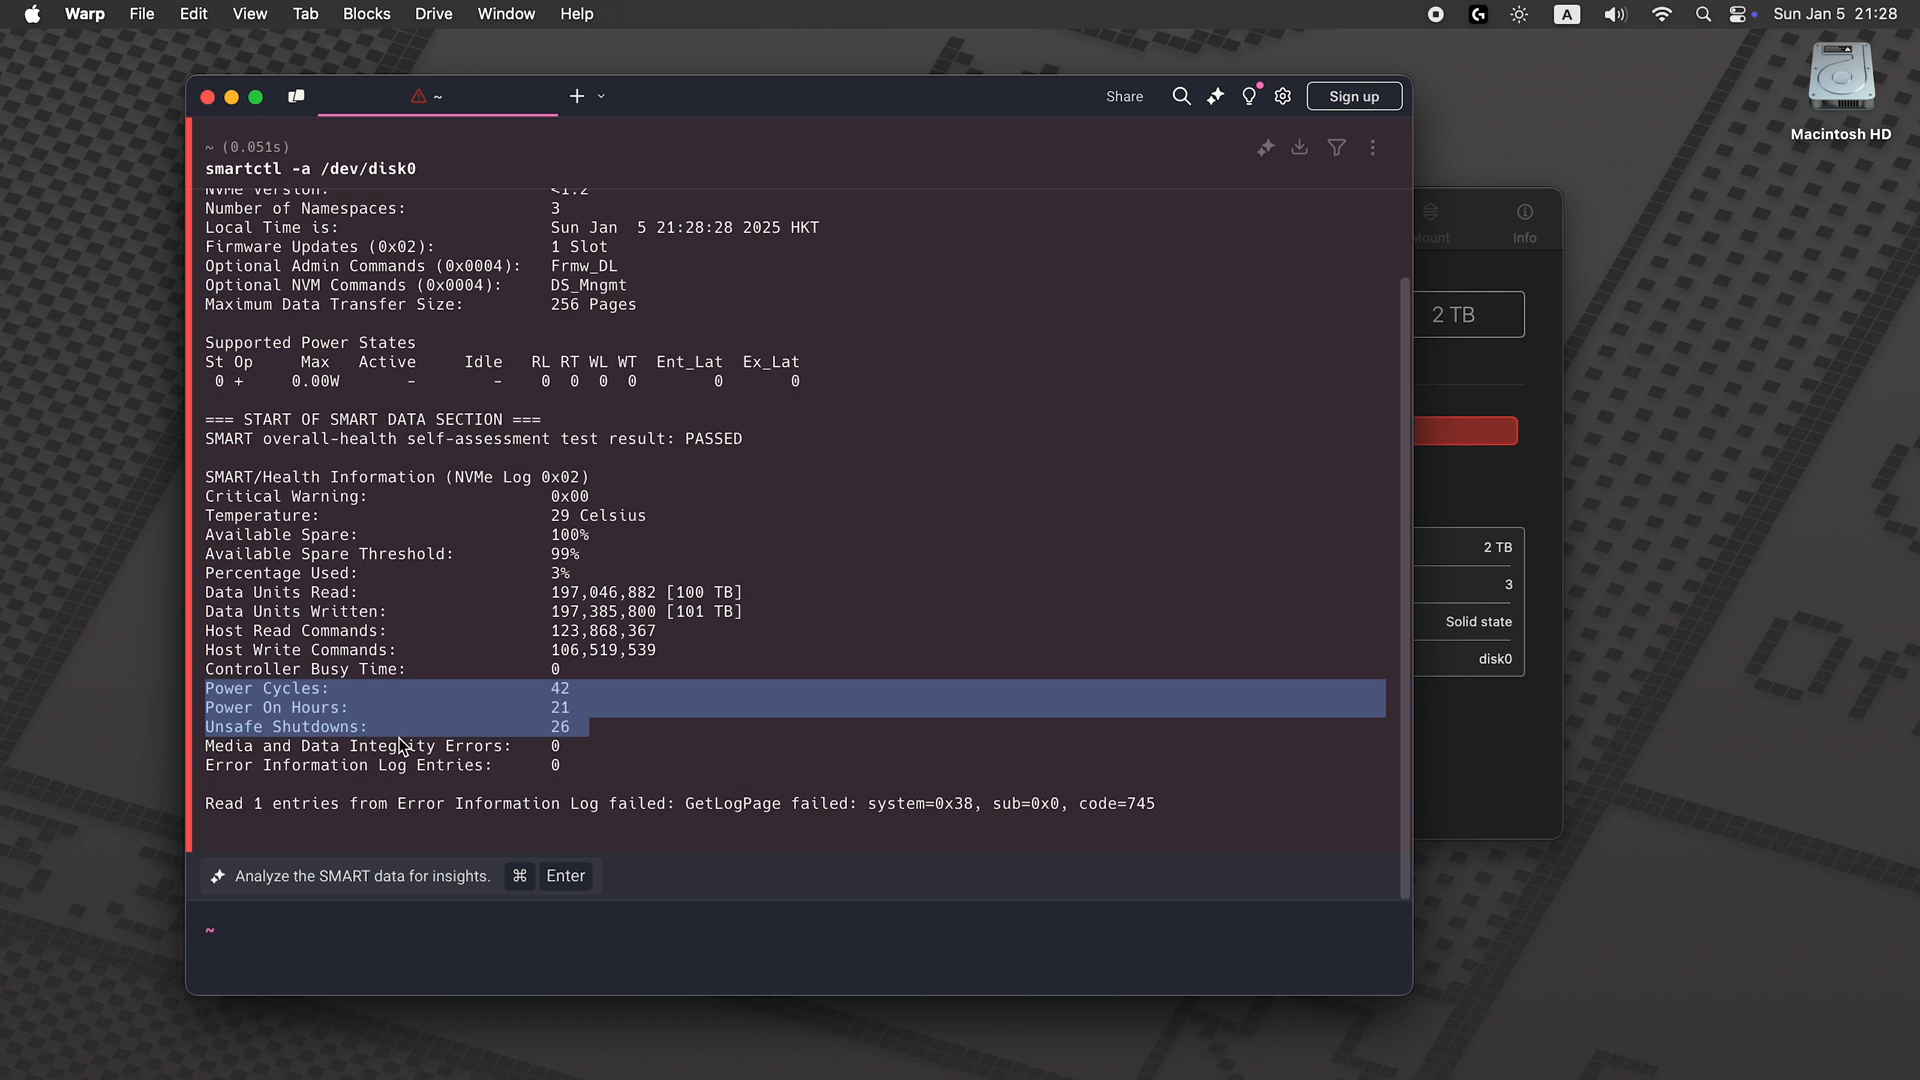 Warp File Edit View Tab Blocks Drive Window Help
A Sun Jan 5 21:28
Macintosh HD
~
Share
Sign up
~ (0.051s)
smartctl -a /dev/disk0
NVMe Version: <1.2
Number of Namespaces: 3
Local Time is: Sun Jan  5 21:28:28 2025 HKT
Firmware Updates (0x02): 1 Slot
Optional Admin Commands (0x0004): Frmw_DL
Optional NVM Commands (0x0004): DS_Mngmt
Maximum Data Transfer Size: 256 Pages
Supported Power States
St Op Max Active Idle RL RT WL WT Ent_Lat Ex_Lat
0 + 0.00W - - 0 0 0 0 0 0
=== START OF SMART DATA SECTION ===
SMART overall-health self-assessment test result: PASSED
SMART/Health Information (NVMe Log 0x02)
Critical Warning: 0x00
Temperature: 29 Celsius
Available Spare: 100%
Available Spare Threshold: 99%
Percentage Used: 3%
Data Units Read: 197,046,882 [100 TB]
Data Units Written: 197,385,800 [101 TB]
Host Read Commands: 123,868,367
Host Write Commands: 106,519,539
Controller Busy Time: 0
Power Cycles: 42
Power On Hours: 21
Unsafe Shutdowns: 26
Media and Data Integrity Errors: 0
Error Information Log Entries: 0
Read 1 entries from Error Information Log failed: GetLogPage failed: system=0x38, sub=0x0, code=745
Analyze the SMART data for insights. ⌘ Enter
~
Mount Info
2 TB
2 TB
3
Solid state
disk0